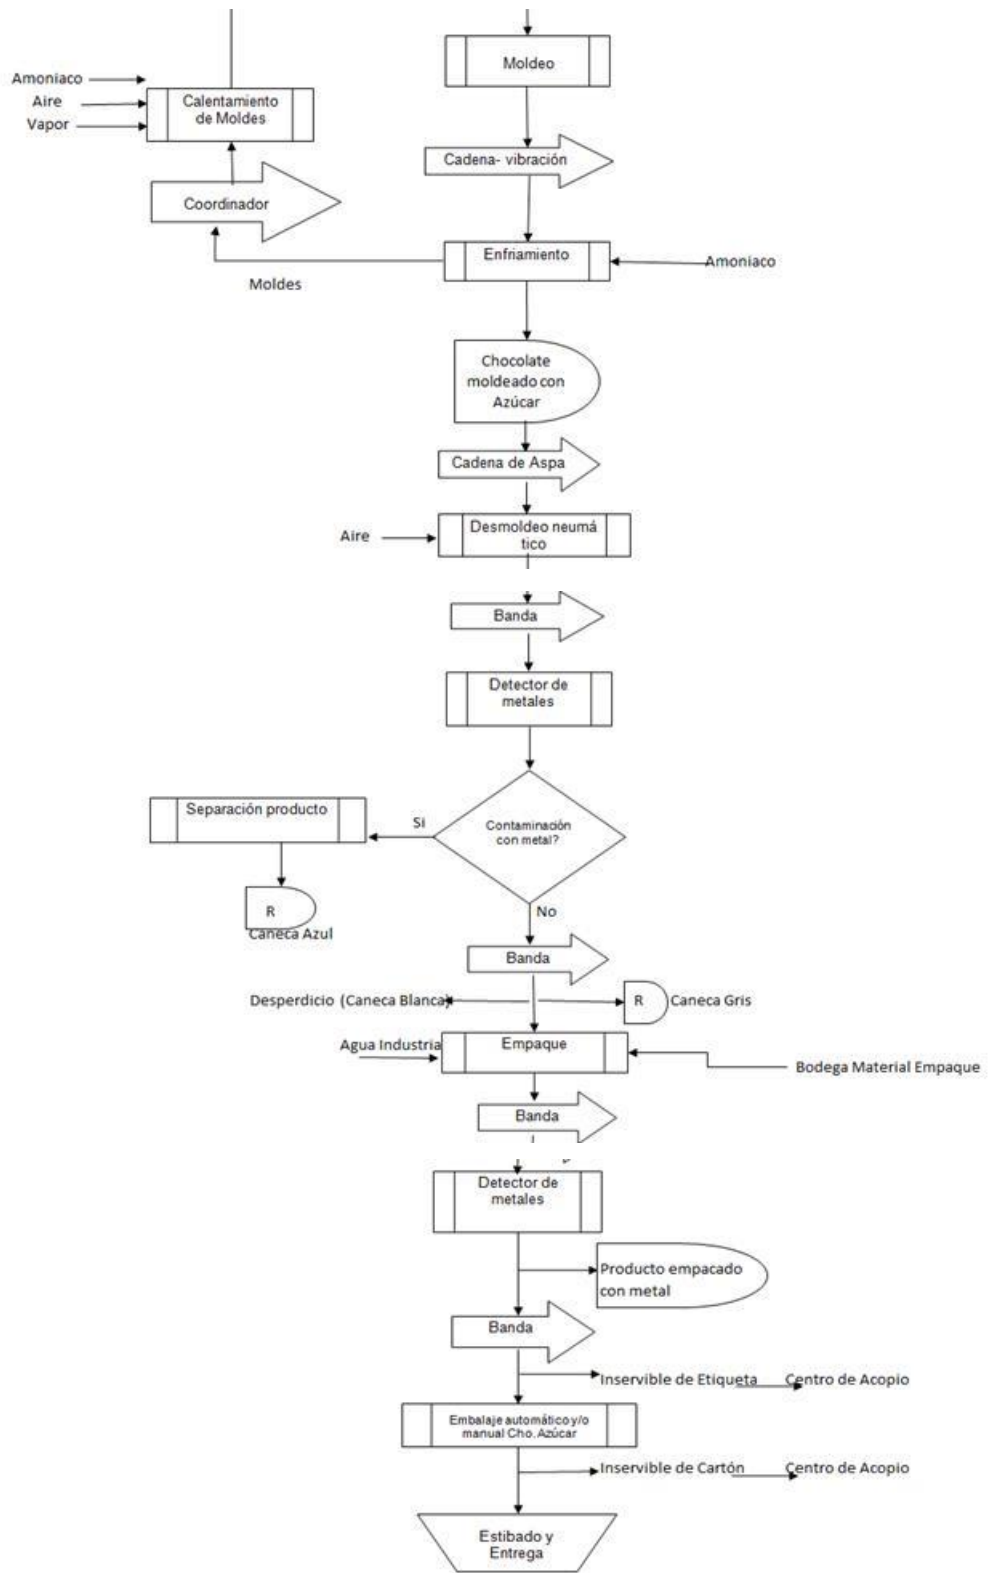 Moldeo
Amoniaco
Aire
Vapor
Calentamiento
de Moldes
Cadena- vibración
Coordinador
Enfriamiento
Amoniaco
Moldes
Chocolate
moldeado con
Azúcar
Cadena de Aspa
Aire
Desmoldeo neumá
tico
Banda
Detector de
metales
Separación producto
Si
Contaminación
con metal?
R
Caneca Azul
No
Banda
Desperdicio (Caneca Blanca)
R
Caneca Gris
Agua Industria
Empaque
Bodega Material Empaque
Banda
Detector de
metales
Producto empacado
con metal
Banda
Inservible de Etiqueta
Centro de Acopio
Embalaje automático y/o
manual Cho. Azúcar
Inservible de Cartón
Centro de Acopio
Estibado y
Entrega